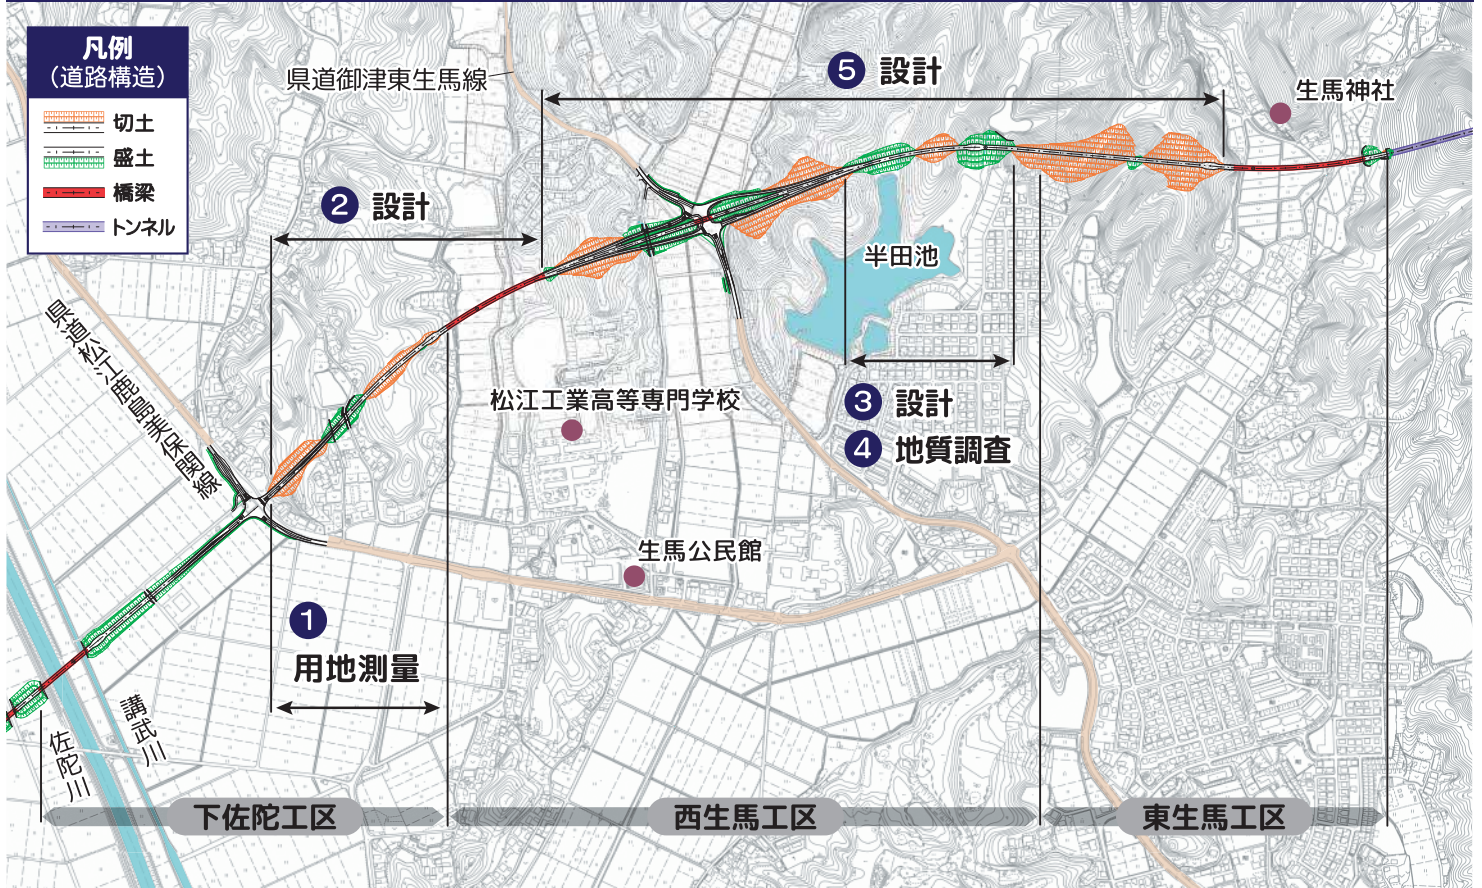 凡例
（道路構造）
切土
盛土
橋梁
トンネル
県道御津東生馬線
⑤ 設計
生馬神社
② 設計
半田池
県道松江鹿島美保関線
松江工業高等専門学校
③ 設計
④ 地質調査
生馬公民館
①
用地測量
講武川
佐陀川
下佐陀工区
西生馬工区
東生馬工区